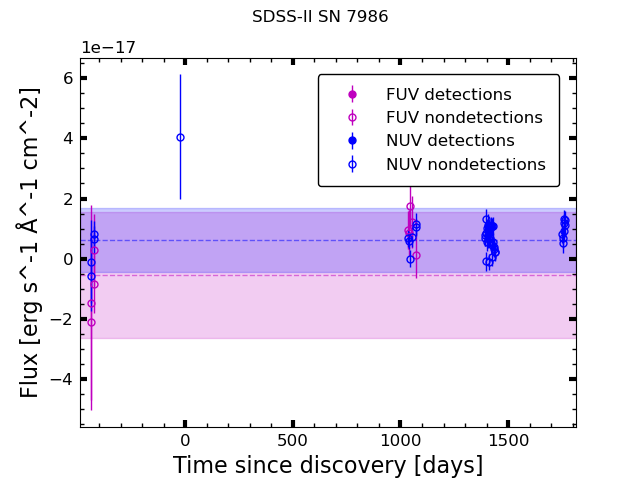 SDSS-II SN 7986
1e−17
Flux [erg s^-1 Å^-1 cm^-2]
6
4
2
0
−2
−4
FUV detections
FUV nondetections
NUV detections
NUV nondetections
0 500 1000 1500
Time since discovery [days]